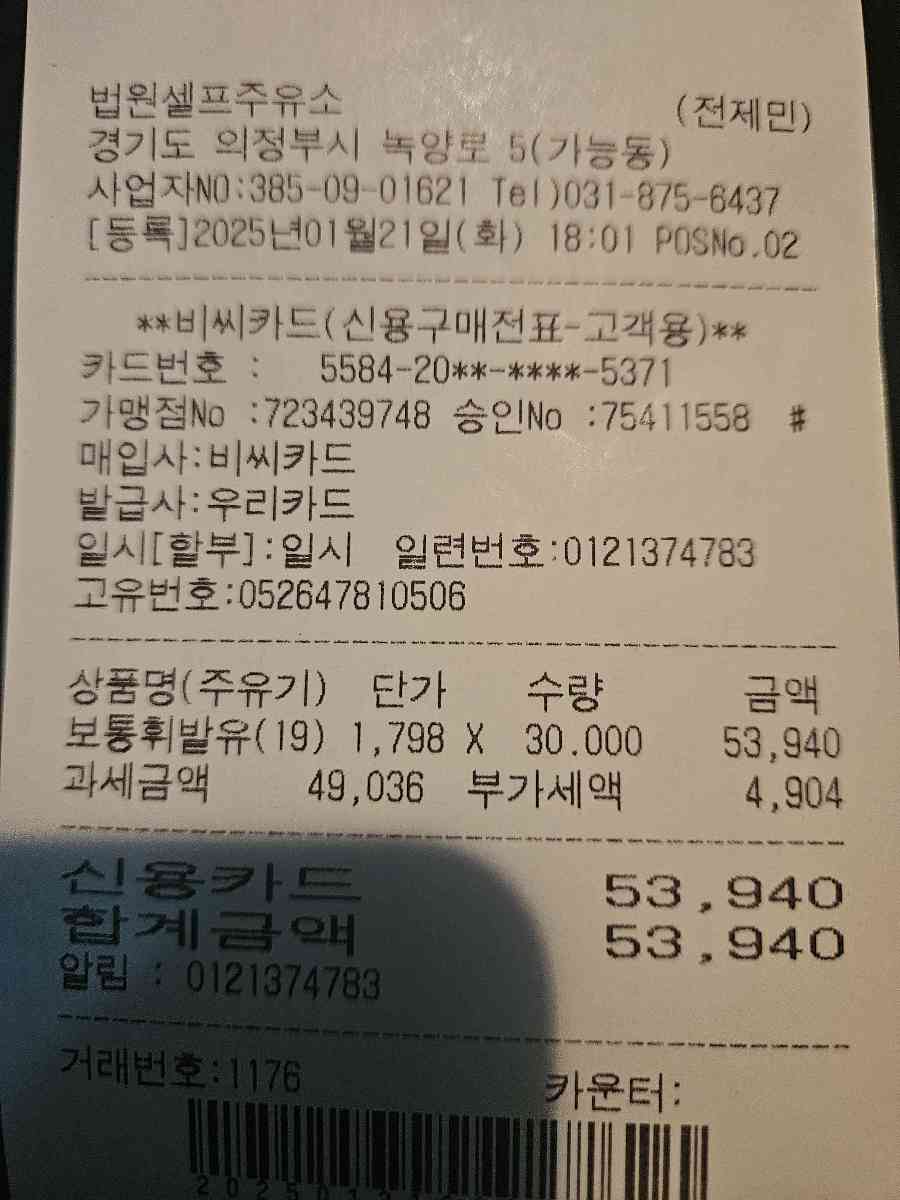 법원셀프주유소 (전제민)
경기도 의정부시 녹양로 5(가능동)
사업자NO:385-09-01621 Tel)031-875-6437
[등록]2025년01월21일(화) 18:01 POSNo.02
**비씨카드(신용구매전표-고객용)**
카드번호 : 5584-20**-****-5371
가맹점No :723439748 승인No :75411558 #
매입사:비씨카드
발급사:우리카드
일시[할부]:일시 일련번호:0121374783
고유번호:052647810506
상품명(주유기) 단가 수량 금액
보통휘발유(19) 1,798 X 30.000 53,940
과세금액 49,036 부가세액 4,904
신용카드 53,940
합계금액 53,940
알림 : 0121374783
거래번호:1176 카운터: